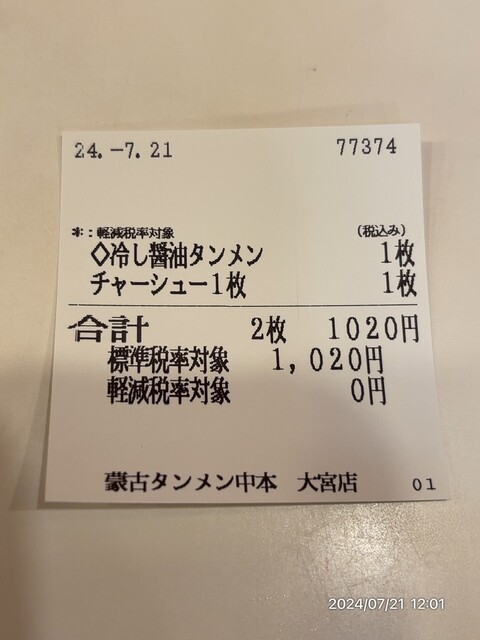 24.-7.21 77374
*：軽減税率対象 (税込み)
◇冷し醤油タンメン 1枚
チャーシュー1枚 1枚
合計 2枚 1020円
標準税率対象 1,020円
軽減税率対象 0円
蒙古タンメン中本 大宮店 01
2024/07/21 12:01